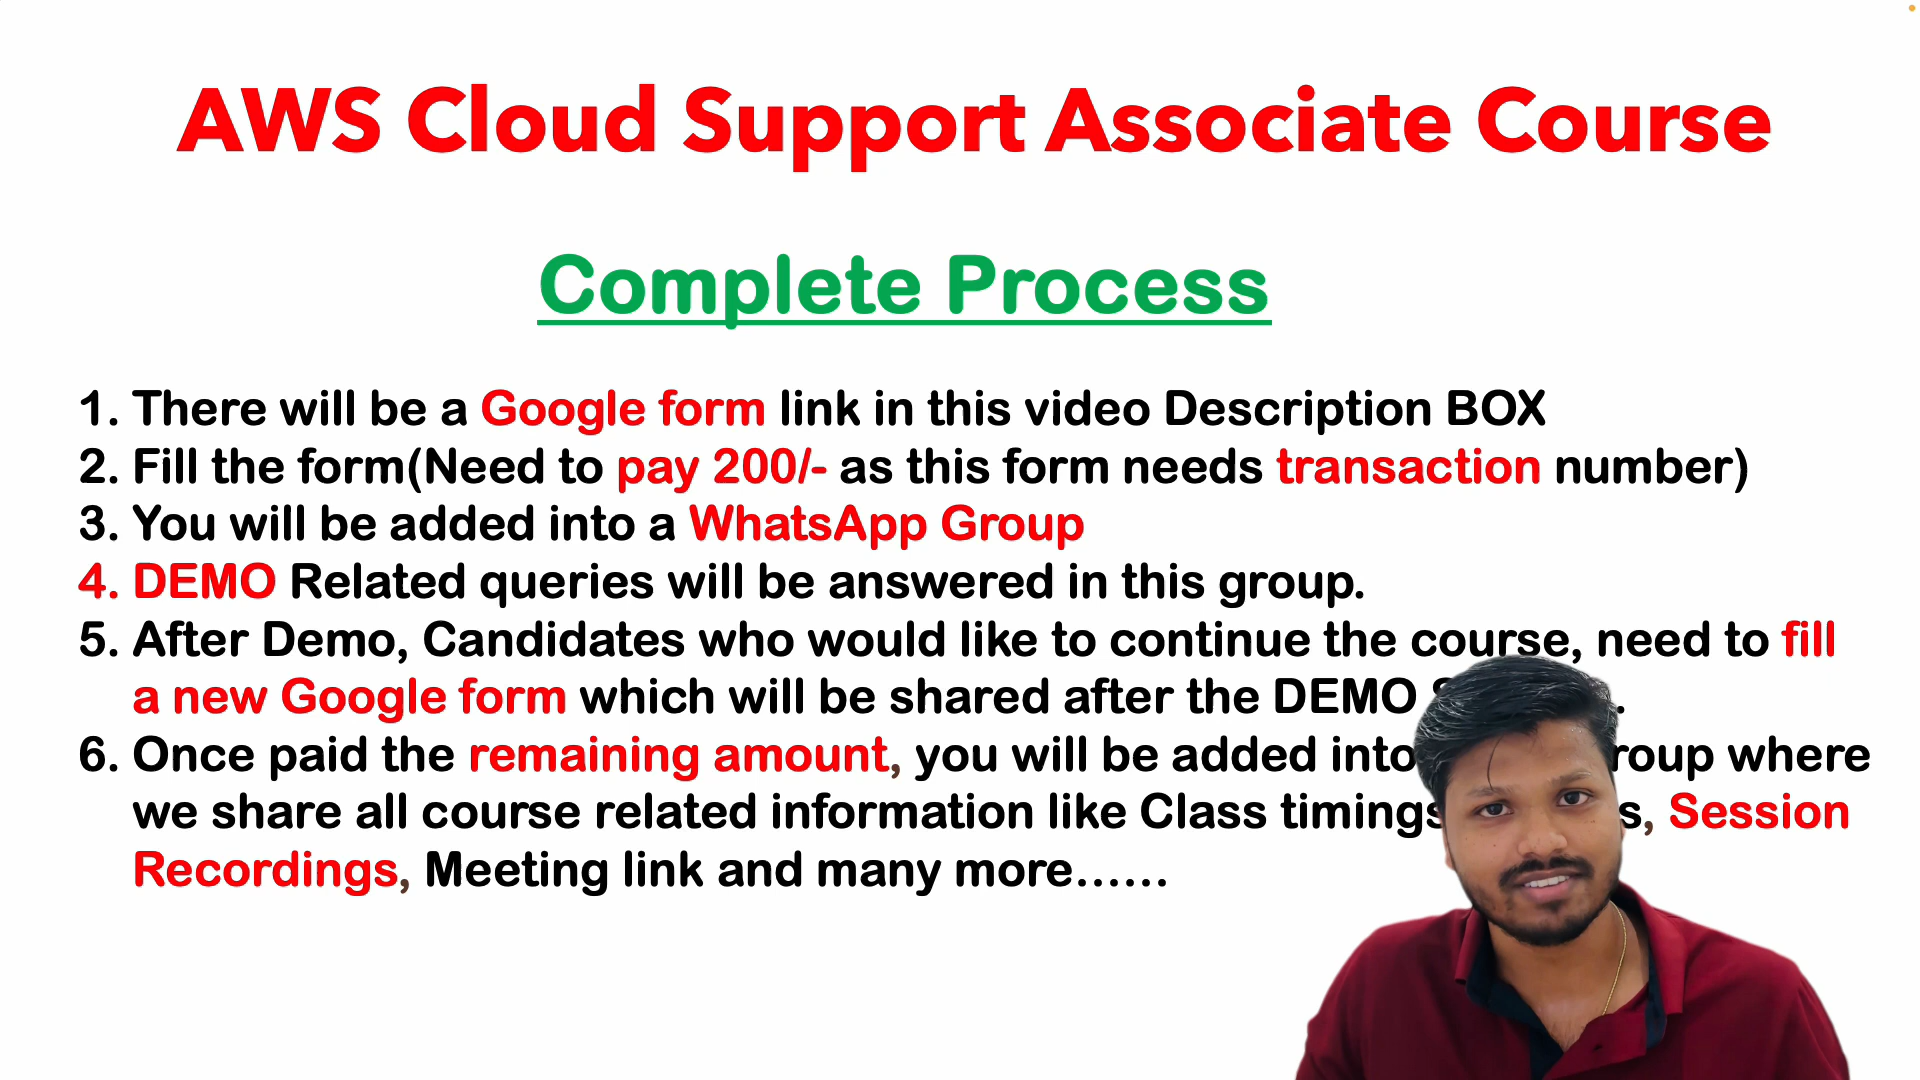 AWS Cloud Support Associate Course
Complete Process
1. There will be a Google form link in this video Description BOX
2. Fill the form(Need to pay 200/- as this form needs transaction number)
3. You will be added into a WhatsApp Group
4. DEMO Related queries will be answered in this group.
5. After Demo, Candidates who would like to continue the course, need to fill
a new Google form which will be shared after the DEMO
6. Once paid the remaining amount, you will be added into where
we share all course related information like Class timings Session
Recordings, Meeting link and many more......